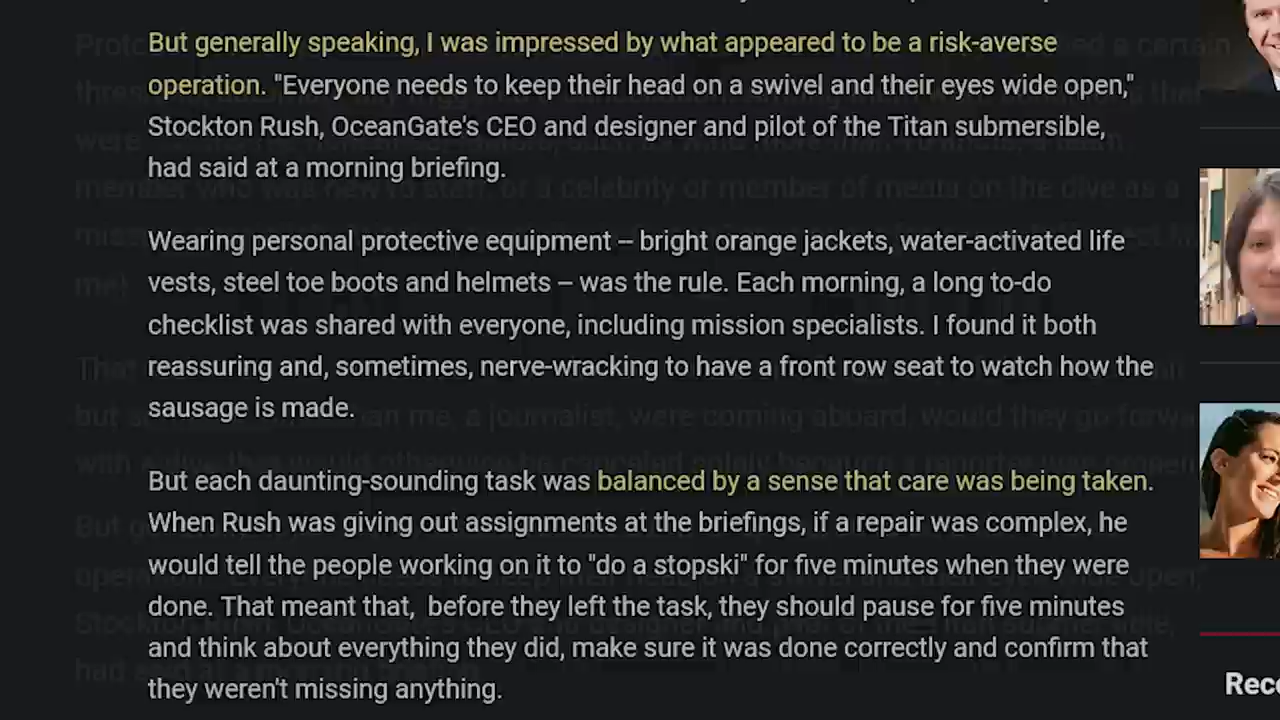 But generally speaking, I was impressed by what appeared to be a risk-averse
operation. "Everyone needs to keep their head on a swivel and their eyes wide open,"
Stockton Rush, OceanGate's CEO and designer and pilot of the Titan submersible,
had said at a morning briefing.
Wearing personal protective equipment – bright orange jackets, water-activated life
vests, steel toe boots and helmets – was the rule. Each morning, a long to-do
checklist was shared with everyone, including mission specialists. I found it both
reassuring and, sometimes, nerve-wracking to have a front row seat to watch how the
sausage is made.
But each daunting-sounding task was balanced by a sense that care was being taken.
When Rush was giving out assignments at the briefings, if a repair was complex, he
would tell the people working on it to "do a stopski" for five minutes when they were
done. That meant that,  before they left the task, they should pause for five minutes
and think about everything they did, make sure it was done correctly and confirm that
they weren't missing anything.